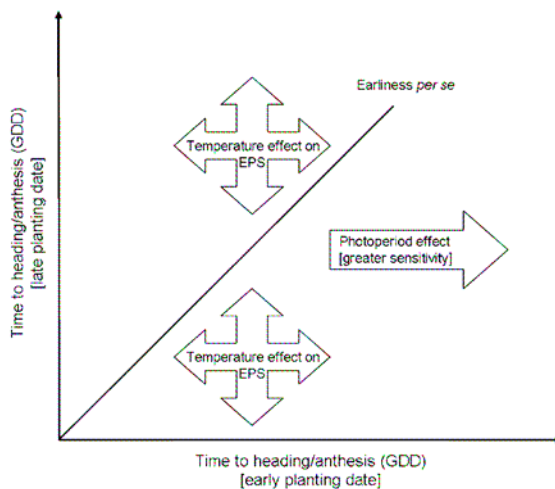 Earliness per se
Temperature effect on
EPS
Photoperiod effect
[greater sensitivity]
Temperature effect on
EPS
Time to heading/anthesis (GDD)
[late planting date]
Time to heading/anthesis (GDD)
[early planting date]